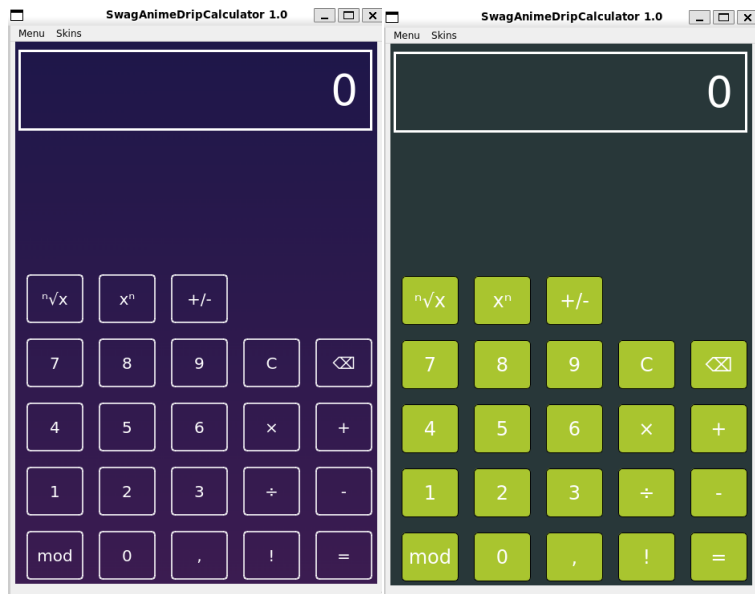 SwagAnimeDripCalculator 1.0
Menu Skins
0
ⁿ√x xⁿ +/-
7 8 9 C ⌫
4 5 6 × +
1 2 3 ÷ -
mod 0 , ! =
SwagAnimeDripCalculator 1.0
Menu Skins
0
ⁿ√x xⁿ +/-
7 8 9 C ⌫
4 5 6 × +
1 2 3 ÷ -
mod 0 , ! =